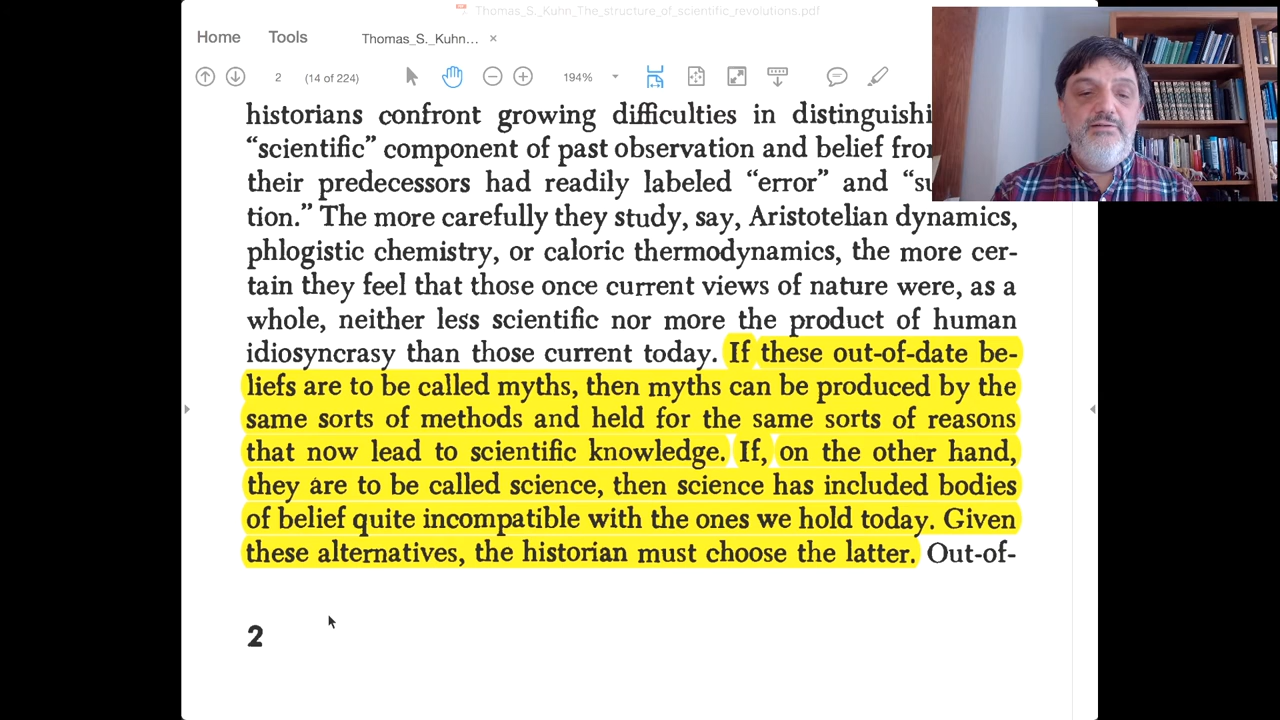 Thomas_S._Kuhn_The_structure_of_scientific_revolutions.pdf
Home Tools Thomas_S._Kuhn... ×
2 (14 of 224) 194%
historians confront growing difficulties in distinguishi
“scientific” component of past observation and belief fro
their predecessors had readily labeled “error” and “su
tion.” The more carefully they study, say, Aristotelian dynamics,
phlogistic chemistry, or caloric thermodynamics, the more cer-
tain they feel that those once current views of nature were, as a
whole, neither less scientific nor more the product of human
idiosyncrasy than those current today. If these out-of-date be-
liefs are to be called myths, then myths can be produced by the
same sorts of methods and held for the same sorts of reasons
that now lead to scientific knowledge. If, on the other hand,
they are to be called science, then science has included bodies
of belief quite incompatible with the ones we hold today. Given
these alternatives, the historian must choose the latter. Out-of-
2